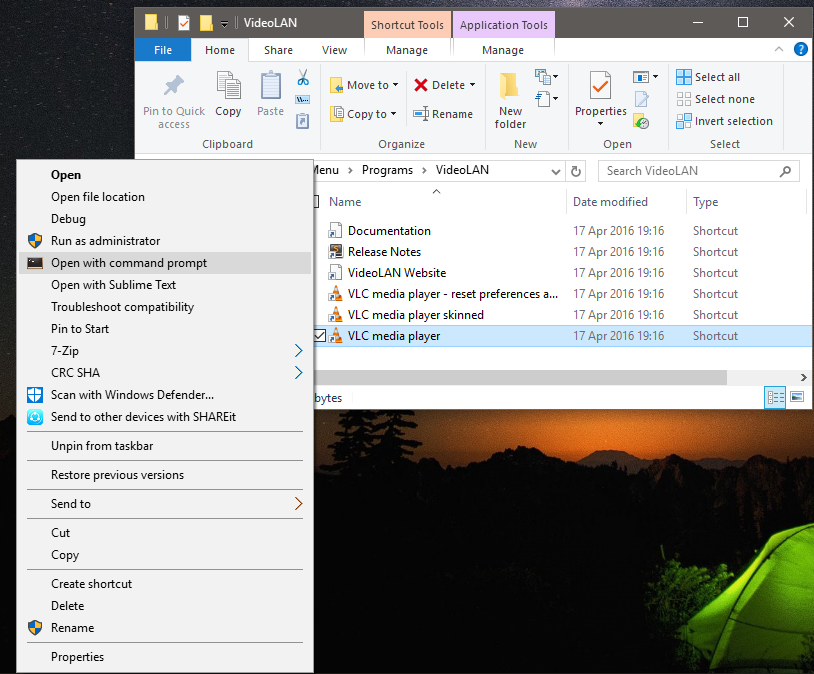 VideoLAN
Shortcut Tools
Application Tools
File
Home
Share
View
Manage
Manage
Pin to Quick access
Copy
Paste
Move to
Copy to
Delete
Rename
New folder
Properties
Select all
Select none
Invert selection
Clipboard
Organize
New
Open
Select
Menu
Programs
VideoLAN
Search VideoLAN
Name
Date modified
Type
Documentation 17 Apr 2016 19:16 Shortcut
Release Notes 17 Apr 2016 19:16 Shortcut
VideoLAN Website 17 Apr 2016 19:16 Shortcut
VLC media player - reset preferences a... 17 Apr 2016 19:16 Shortcut
VLC media player skinned 17 Apr 2016 19:16 Shortcut
VLC media player 17 Apr 2016 19:16 Shortcut
bytes
Open
Open file location
Debug
Run as administrator
Open with command prompt
Open with Sublime Text
Troubleshoot compatibility
Pin to Start
7-Zip
CRC SHA
Scan with Windows Defender...
Send to other devices with SHAREit
Unpin from taskbar
Restore previous versions
Send to
Cut
Copy
Create shortcut
Delete
Rename
Properties